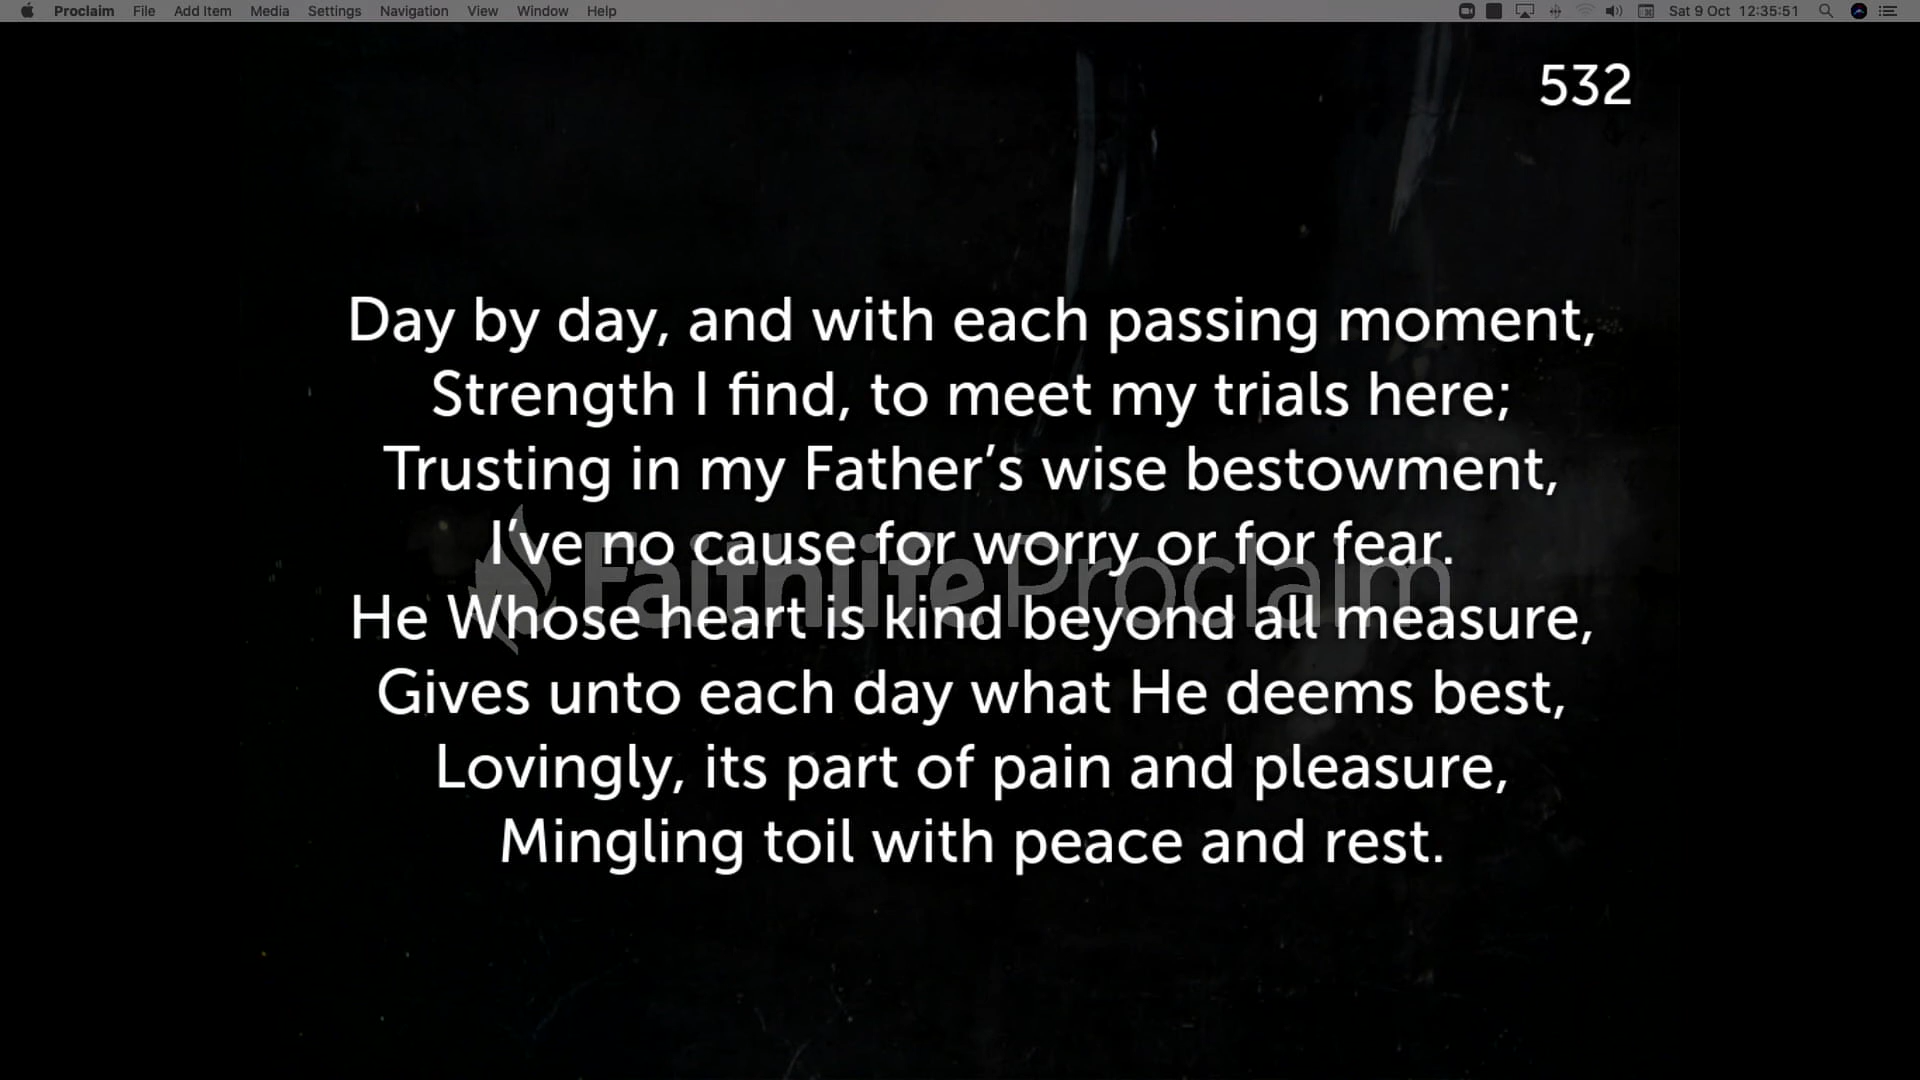 Proclaim File Add Item Media Settings Navigation View Window Help Sat 9 Oct 12:35:51
532
Day by day, and with each passing moment,
Strength I find, to meet my trials here;
Trusting in my Father’s wise bestowment,
I’ve no cause for worry or for fear.
Faithlife Proclaim
He Whose heart is kind beyond all measure,
Gives unto each day what He deems best,
Lovingly, its part of pain and pleasure,
Mingling toil with peace and rest.